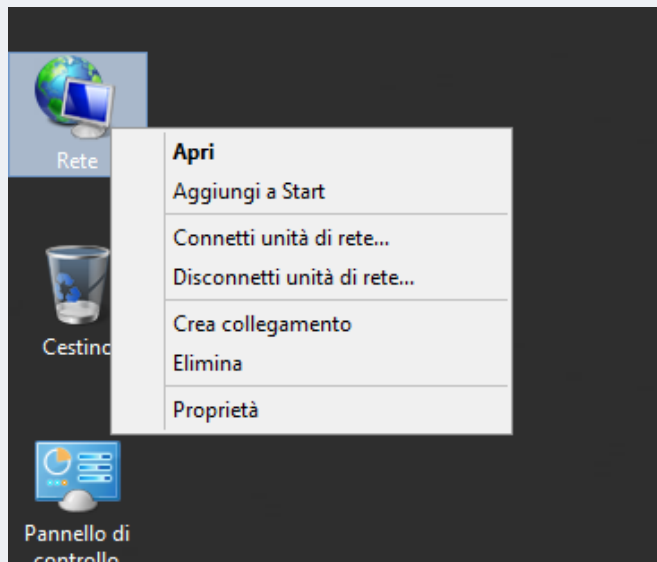 Rete
Apri
Aggiungi a Start
Connetti unità di rete...
Disconnetti unità di rete...
Crea collegamento
Elimina
Proprietà
Cestino
Pannello di
controllo